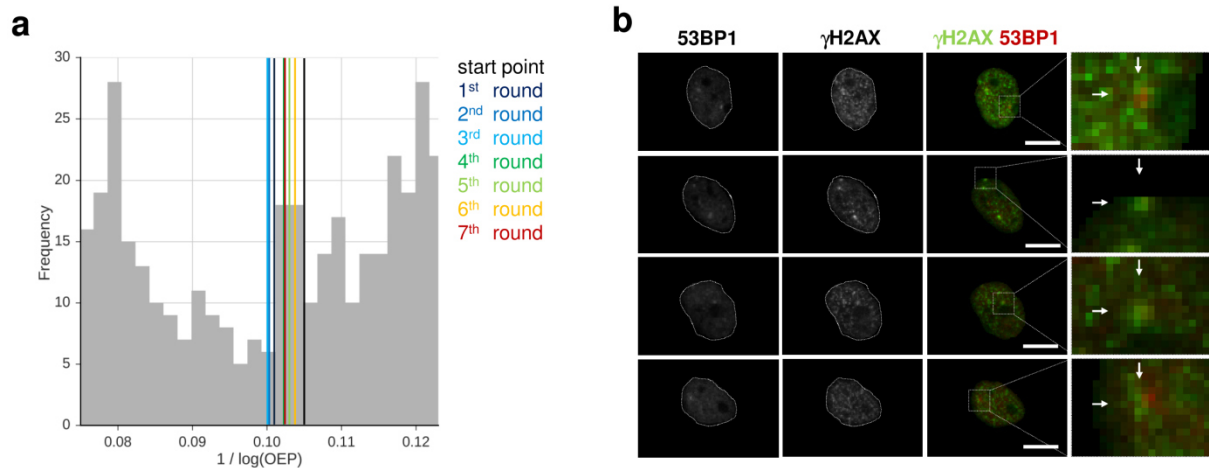 a
30
25
20
15
10
5
0
Frequency
0.08 0.09 0.10 0.11 0.12
1 / log(OEP)
start point
1st round
2nd round
3rd round
4th round
5th round
6th round
7th round
b
53BP1 γH2AX γH2AX 53BP1